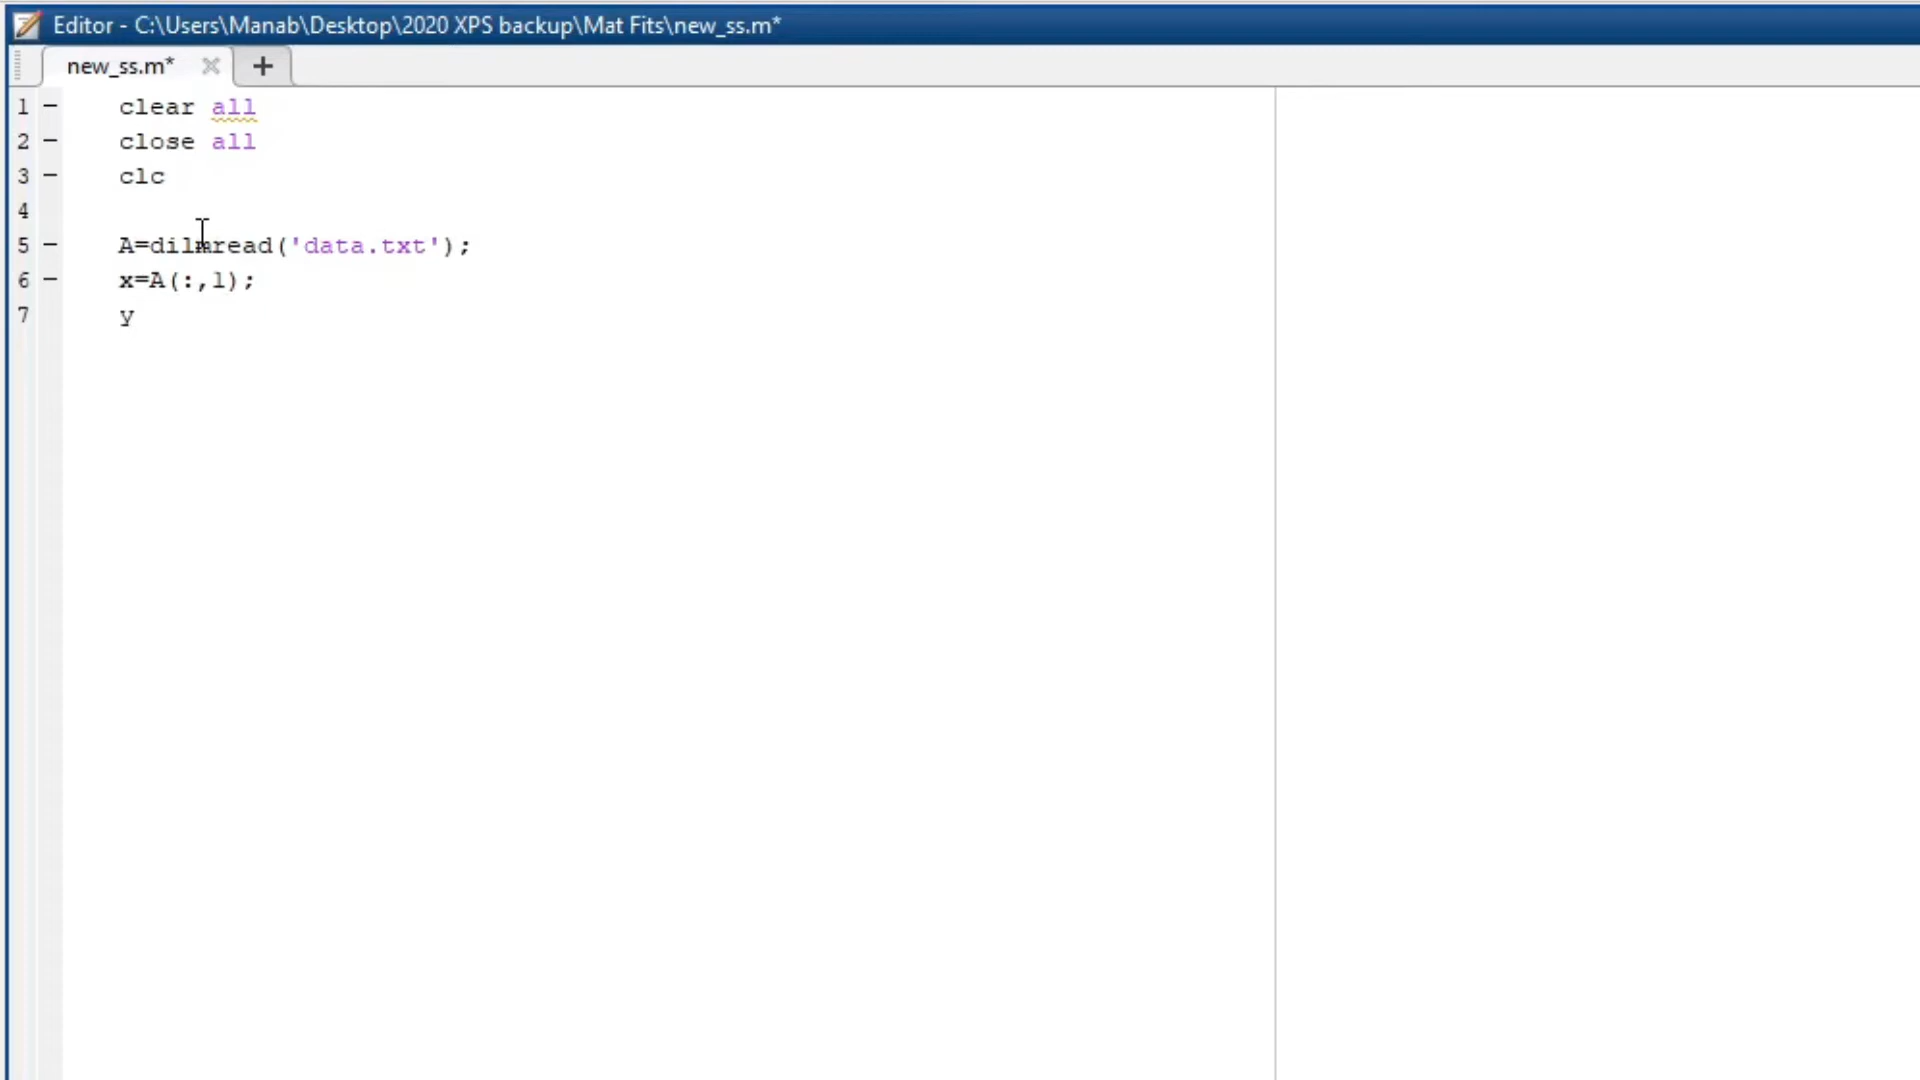 Editor - C:\Users\Manab\Desktop\2020 XPS backup\Mat Fits\new_ss.m*
new_ss.m*
1 clear all
2 close all
3 clc
4
5 A=dilmread('data.txt');
6 x=A(:,1);
7 y